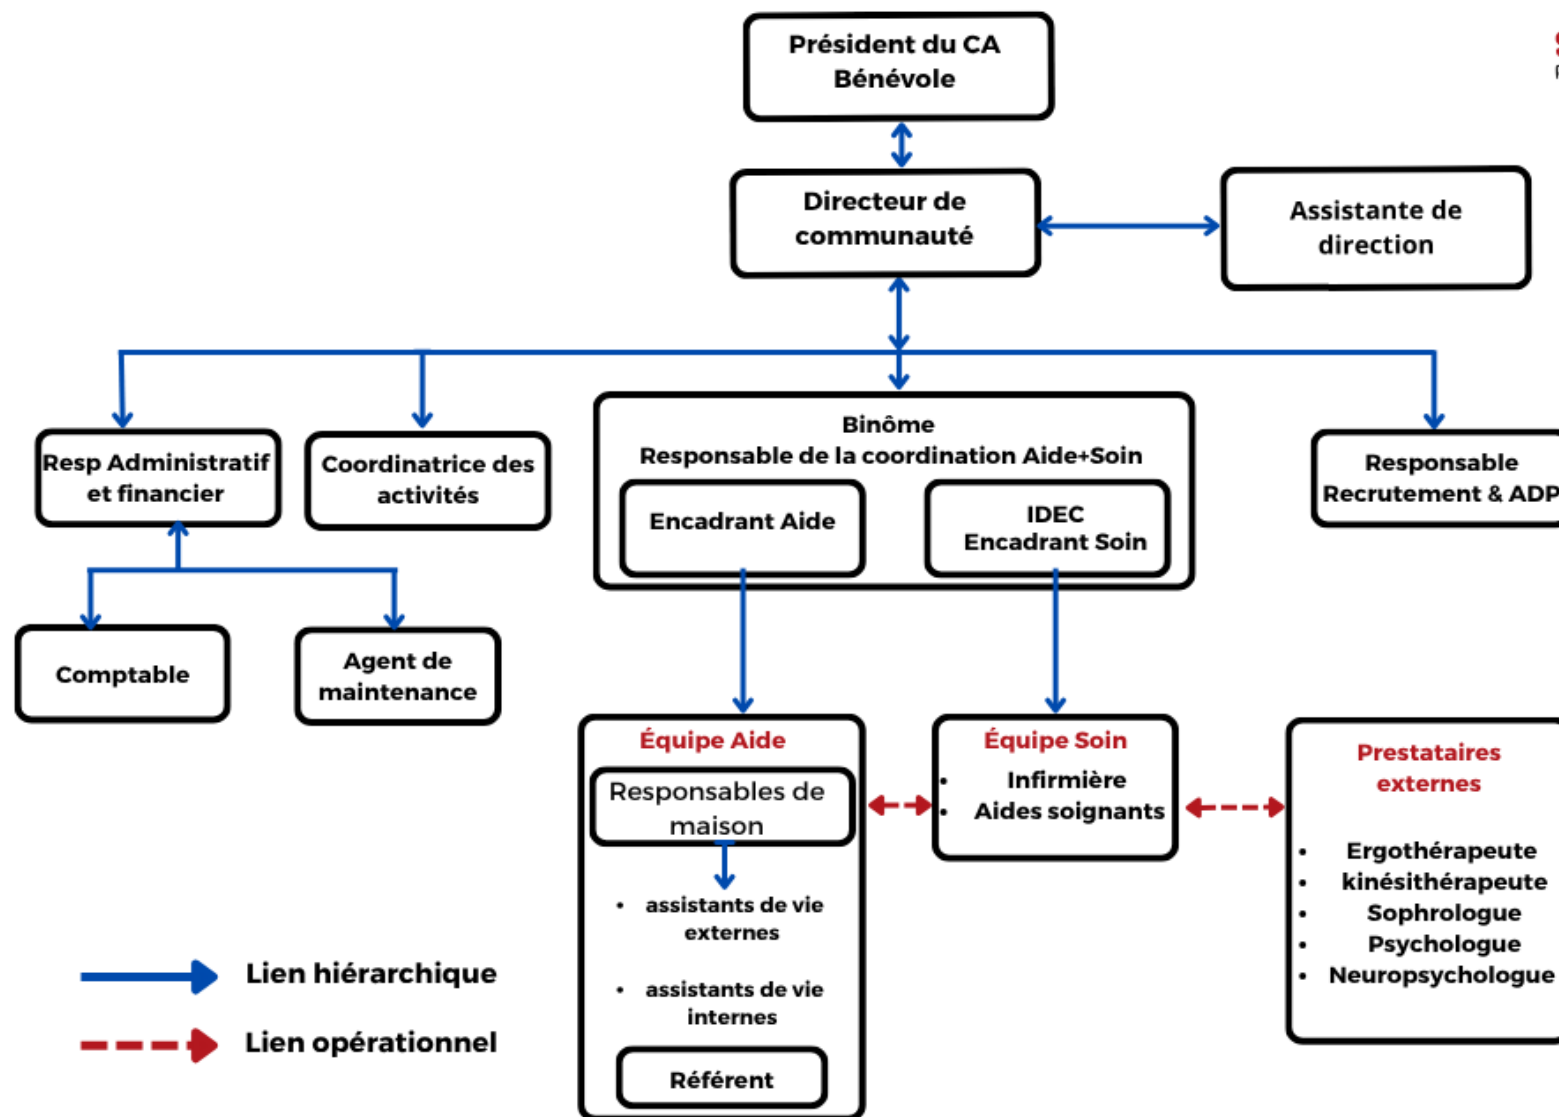 Président du CA
Bénévole
Directeur de
communauté
Assistante de
direction
Resp Administratif
et financier
Coordinatrice des
activités
Binôme
Responsable de la coordination Aide+Soin
Encadrant Aide
IDEC
Encadrant Soin
Responsable
Recrutement & ADP
Comptable
Agent de
maintenance
Équipe Aide
Responsables de
maison
• assistants de vie
externes
• assistants de vie
internes
Référent
Équipe Soin
• Infirmière
• Aides soignants
Prestataires
externes
• Ergothérapeute
• kinésithérapeute
• Sophrologue
• Psychologue
• Neuropsychologue
Lien hiérarchique
Lien opérationnel